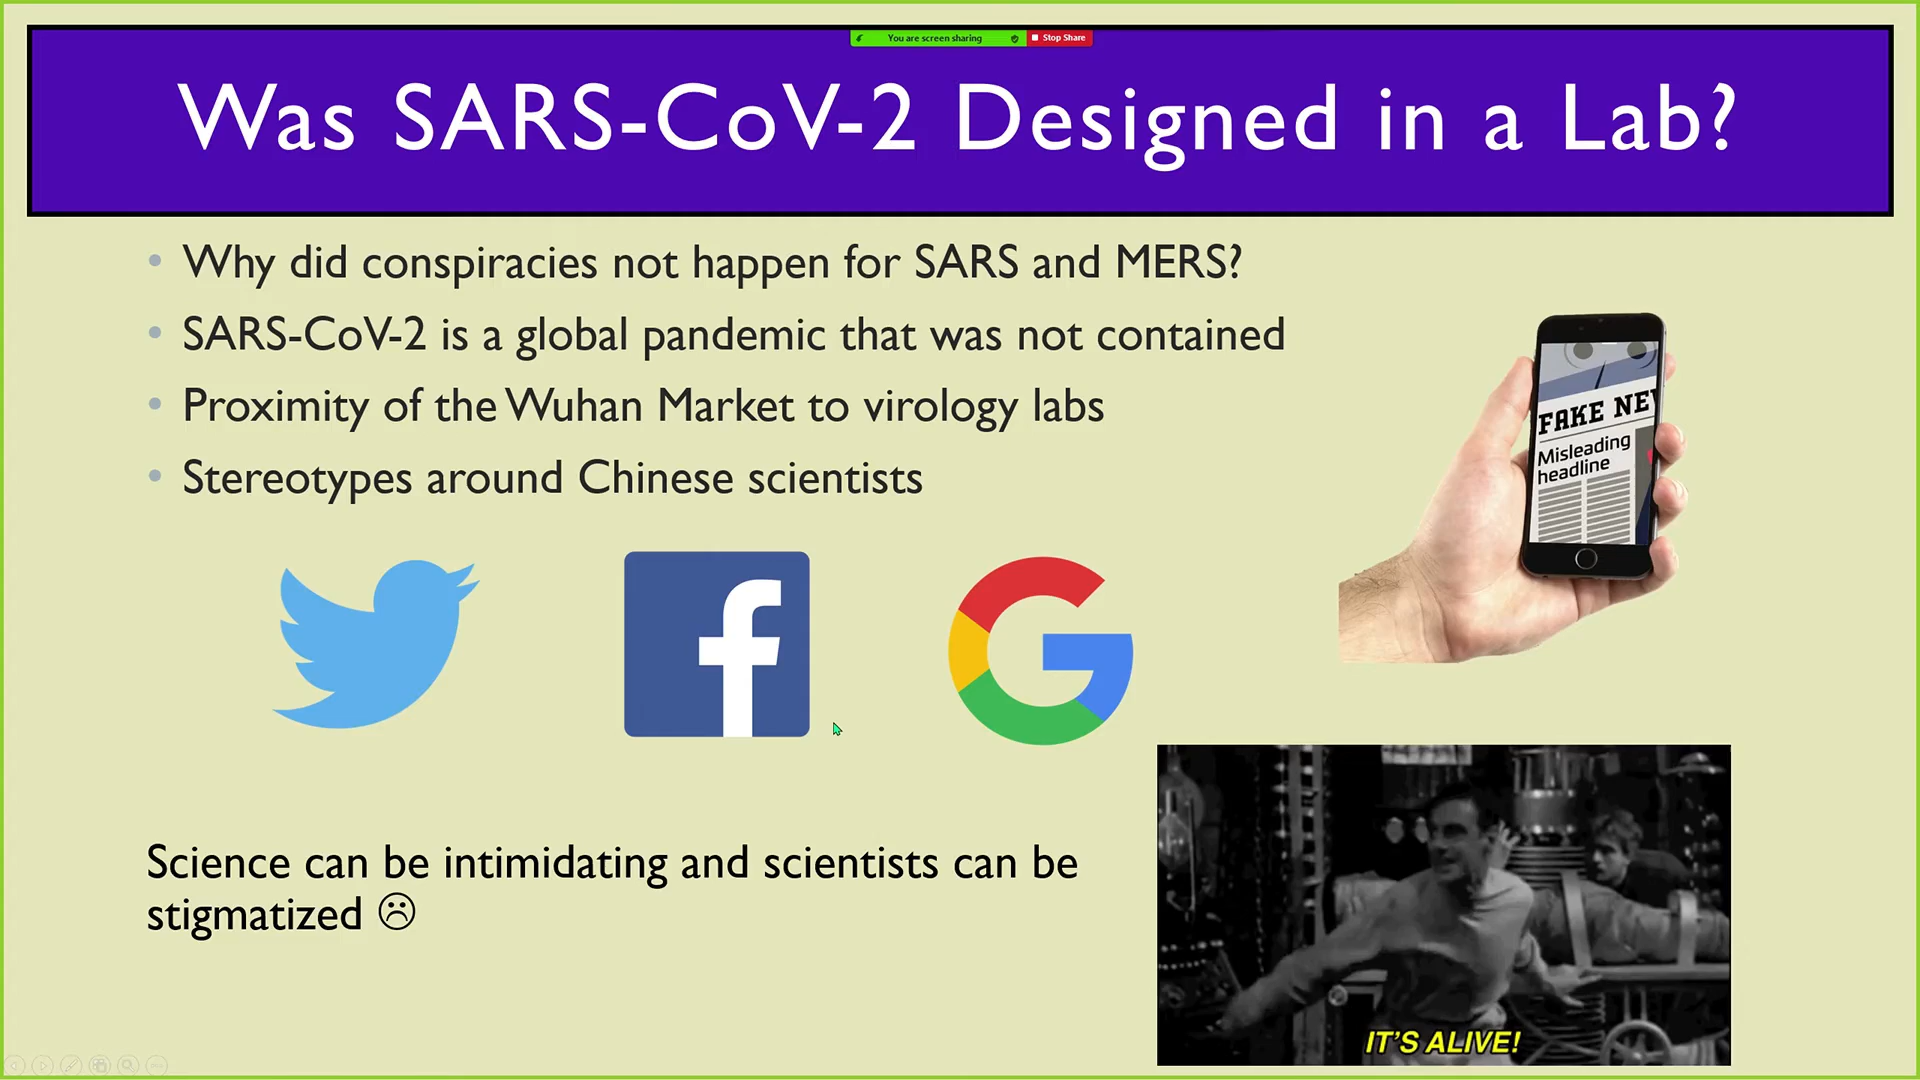 You are screen sharing
Stop Share
Was SARS-CoV-2 Designed in a Lab?
• Why did conspiracies not happen for SARS and MERS?
• SARS-CoV-2 is a global pandemic that was not contained
• Proximity of the Wuhan Market to virology labs
• Stereotypes around Chinese scientists
FAKE NEW
Misleading
headline
Science can be intimidating and scientists can be
stigmatized ☹
IT'S ALIVE!